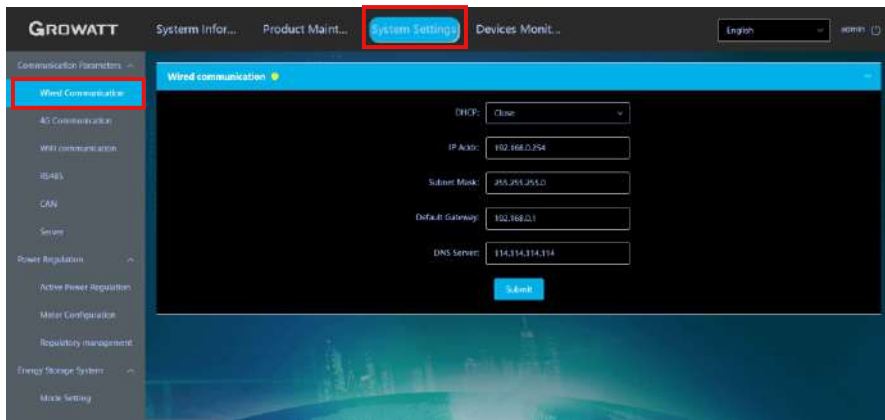 GROWATT
Systerm Infor...
Product Maint...
System Settings
Devices Monit...
English
admin
Communication Parameters
Wired Communication
4G Communication
WiFi communication
RS485
CAN
Server
Power Regulation
Active Power Regulation
Meter Configuration
Regulatory management
Energy Storage System
Mode Setting
Wired communication
DHCP: Close
IP Addr: 192.168.0.254
Subnet Mask: 255.255.255.0
Default Gateway: 192.168.0.1
DNS Server: 114.114.114.114
Submit